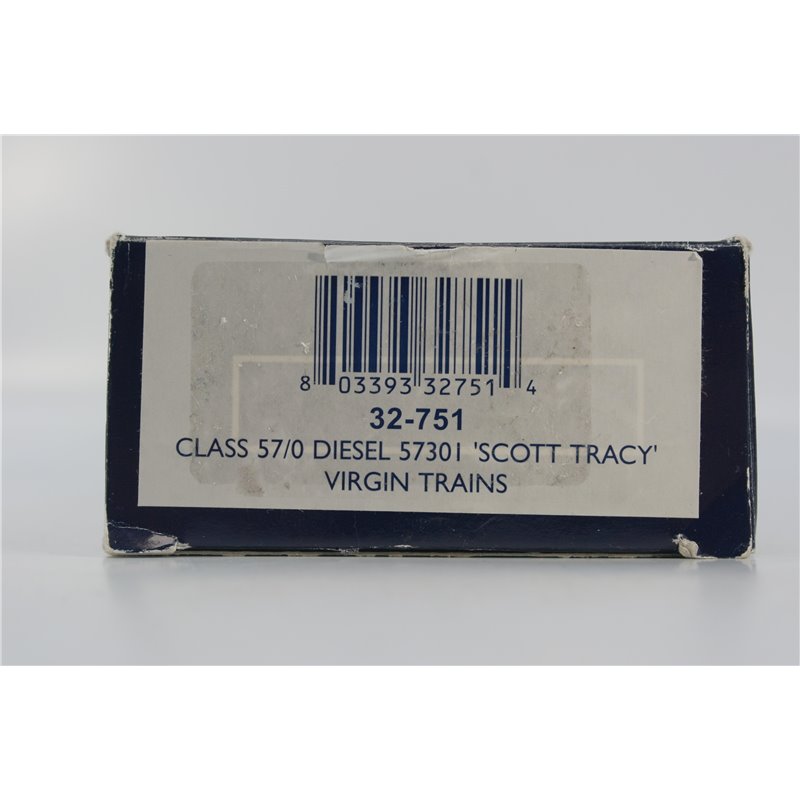 8 03393 32751 4
32-751
CLASS 57/0 DIESEL 57301 'SCOTT TRACY'
VIRGIN TRAINS